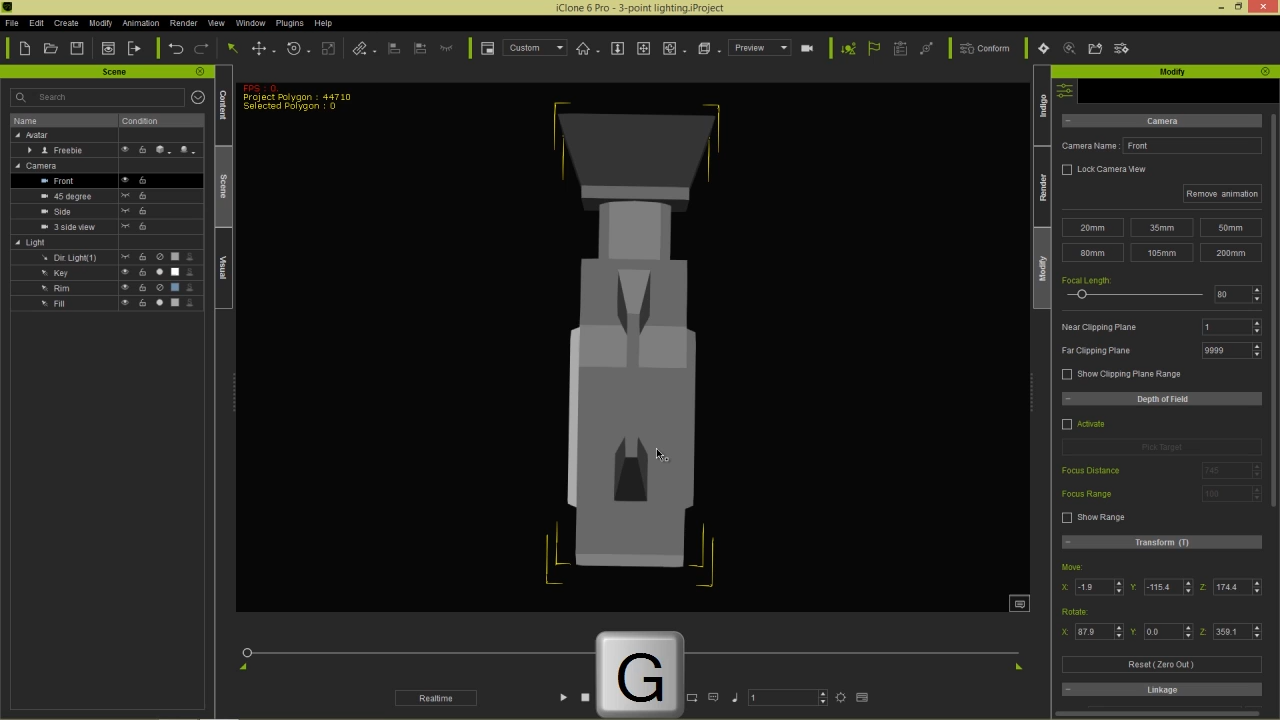 iClone 6 Pro - 3-point lighting.iProject
File Edit Create Modify Animation Render View Window Plugins Help
Custom
Preview
Conform
Scene
Search
Name Condition
Avatar
Freebie
Camera
Front
45 degree
Side
3 side view
Light
Dir. Light(1)
Key
Rim
Fill
Content
Scene
Visual
FPS : 0.
Project Polygon : 44710
Selected Polygon : 0
Realtime
G
1
Indigo
Render
Modify
Modify
Camera
Camera Name : Front
Lock Camera View
Remove animation
20mm 35mm 50mm
80mm 105mm 200mm
Focal Length:
80
Near Clipping Plane 1
Far Clipping Plane 9999
Show Clipping Plane Range
Depth of Field
Activate
Pick Target
Focus Distance 745
Focus Range 100
Show Range
Transform (T)
Move:
X: -1.9 Y: -115.4 Z: 174.4
Rotate:
X: 87.9 Y: 0.0 Z: 359.1
Reset ( Zero Out )
Linkage